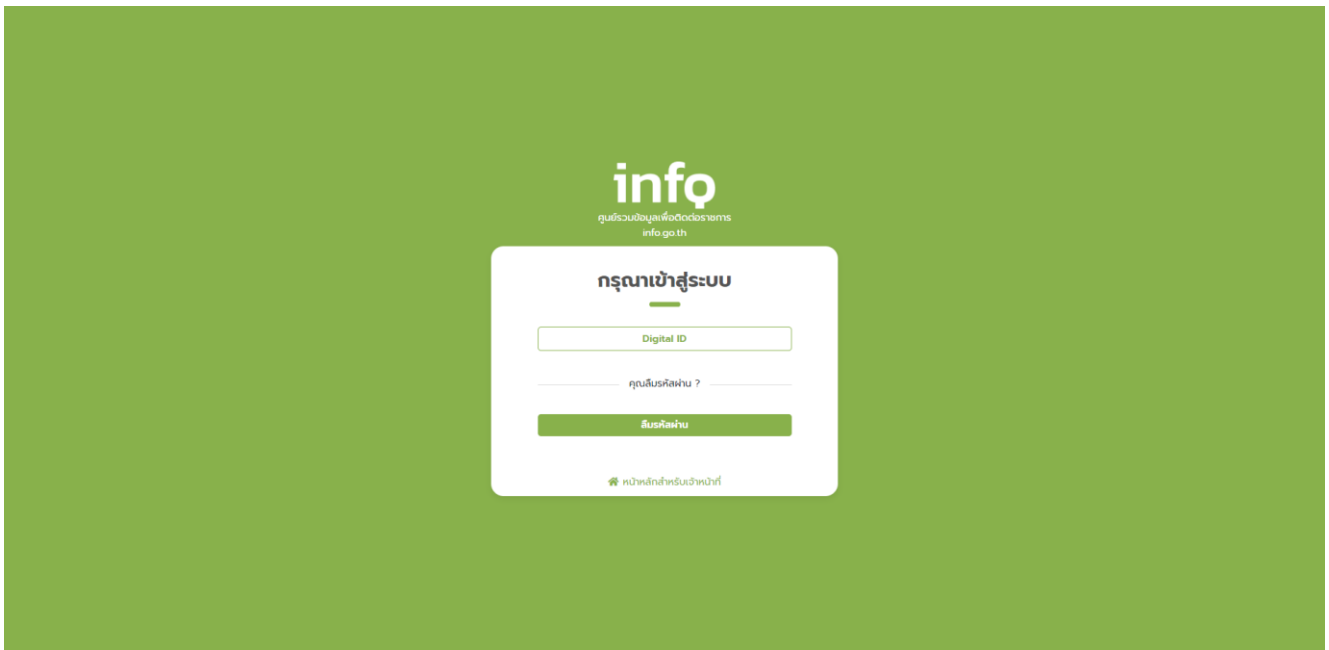 info
ศูนย์รวมข้อมูลเพื่อติดต่อราชการ
info.go.th
กรุณาเข้าสู่ระบบ
Digital ID
คุณลืมรหัสผ่าน ?
ลืมรหัสผ่าน
หน้าหลักสำหรับเจ้าหน้าที่